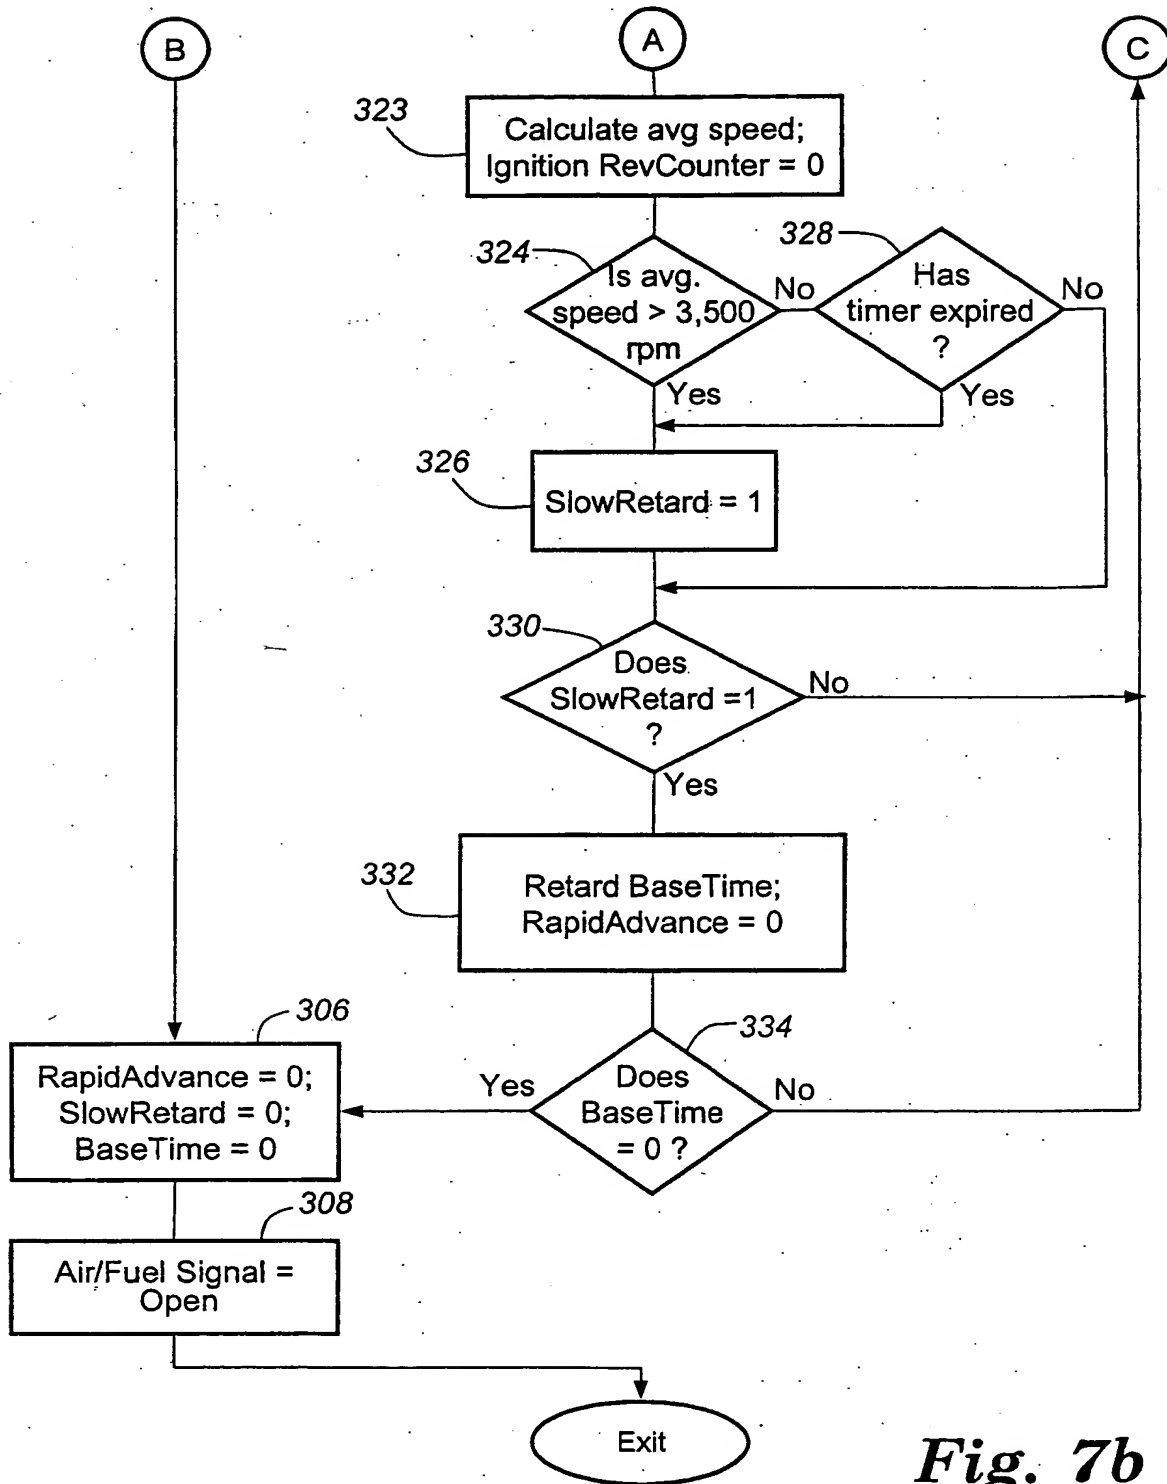 B
A
C
323
Calculate avg speed;
Ignition RevCounter = 0
324
Is avg.
speed > 3,500
rpm
No
328
Has
timer expired
?
No
Yes
Yes
326
SlowRetard = 1
330
Does
SlowRetard =1
?
No
Yes
332
Retard BaseTime;
RapidAdvance = 0
306
RapidAdvance = 0;
SlowRetard = 0;
BaseTime = 0
334
Yes
Does
BaseTime
= 0 ?
No
308
Air/Fuel Signal =
Open
Exit
Fig. 7b